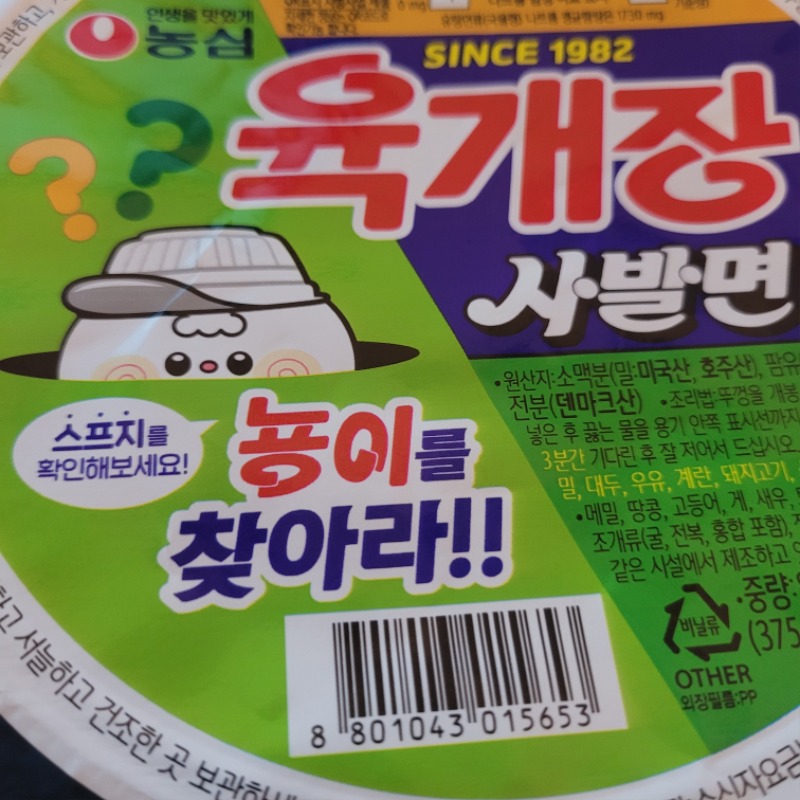 인생을 맛있게
농심
SINCE 1982
육개장
사발면
스프지를
확인해보세요!
뇽이를
찾아라!!
•원산지:소맥분(밀:미국산, 호주산), 팜유
전분(덴마크산) •조리법:뚜껑을 개봉
넣은 후 끓는 물을 용기 안쪽 표시선까지
3분간 기다린 후 잘 저어서 드십시오.
밀, 대두, 우유, 계란, 돼지고기,
•메밀, 땅콩, 고등어, 게, 새우,
조개류(굴, 전복, 홍합 포함),
같은 시설에서 제조하고
•중량:
(375
비닐류
OTHER
외장필름:PP
8 801043 015653
서늘하고 건조한 곳 보관하